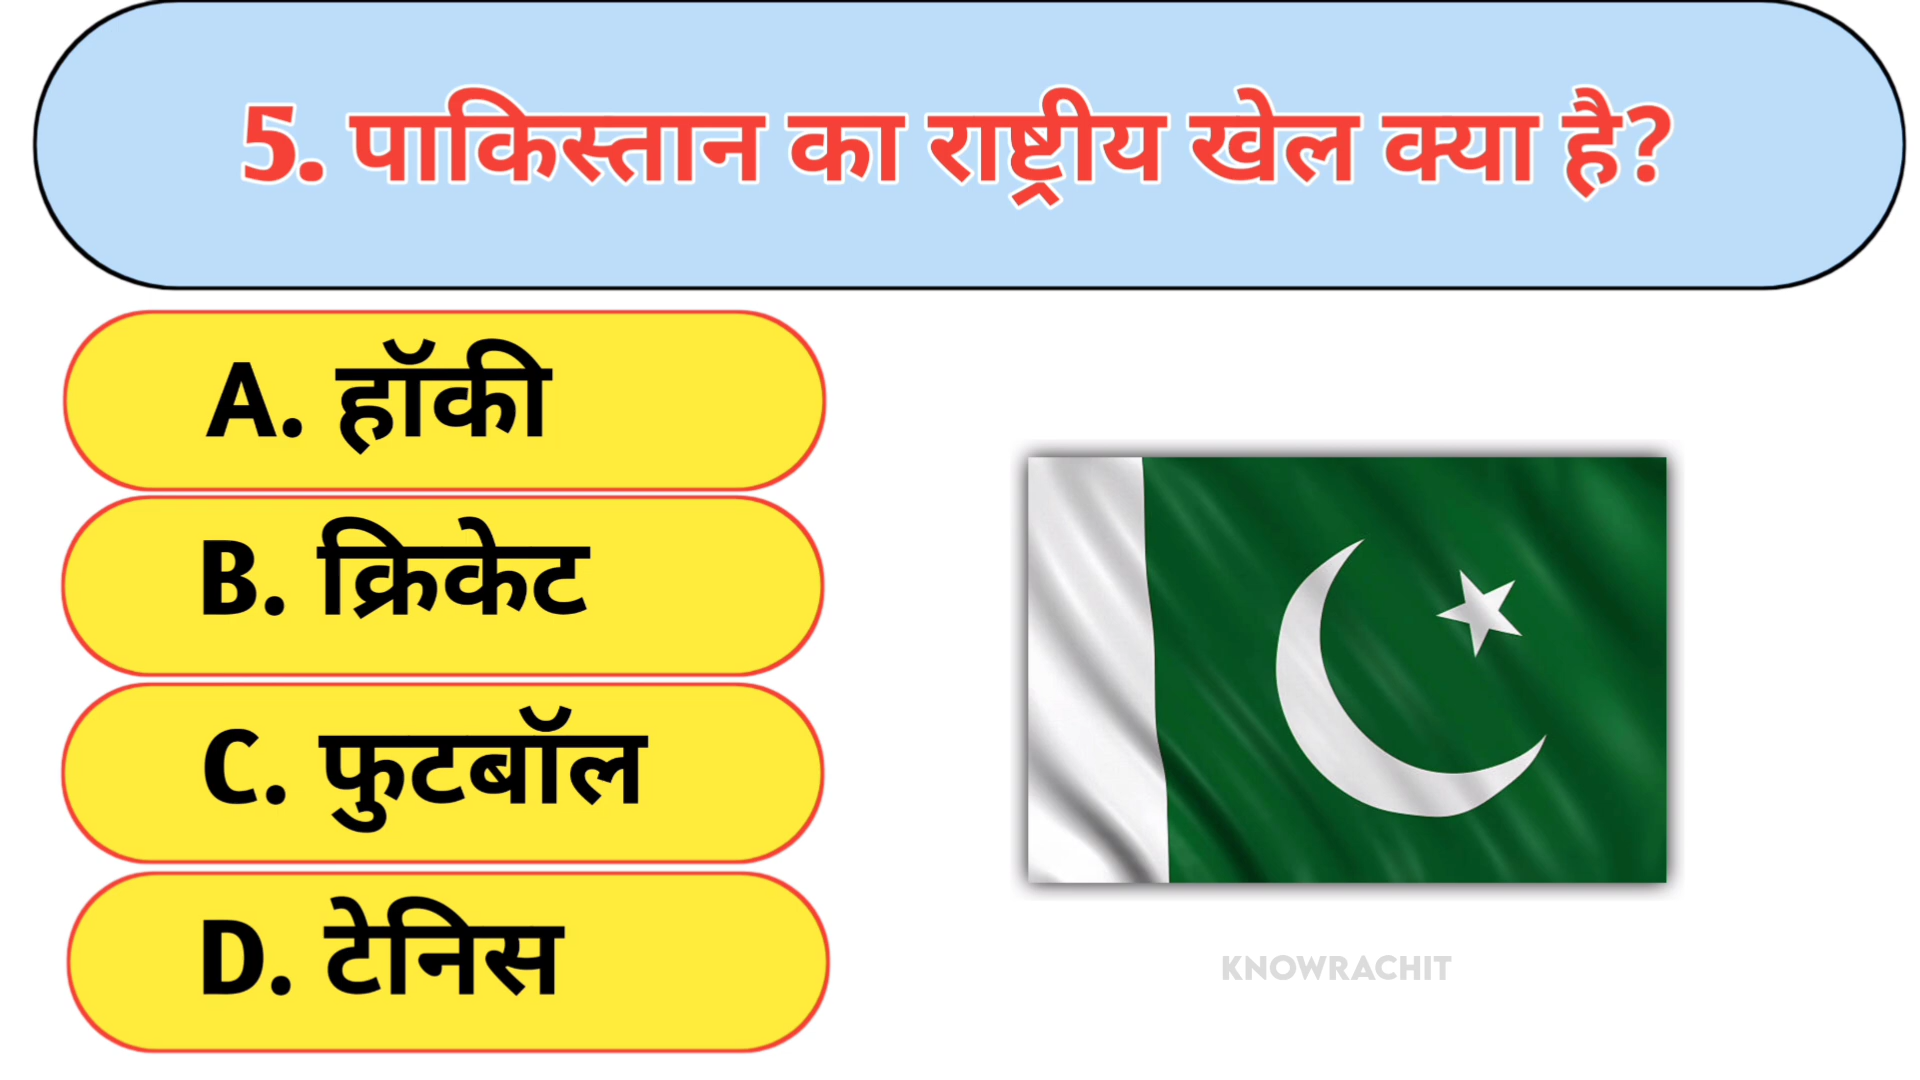 5. पाकिस्तान का राष्ट्रीय खेल क्या है?
A. हॉकी
B. क्रिकेट
C. फुटबॉल
D. टेनिस
KNOWRACHIT